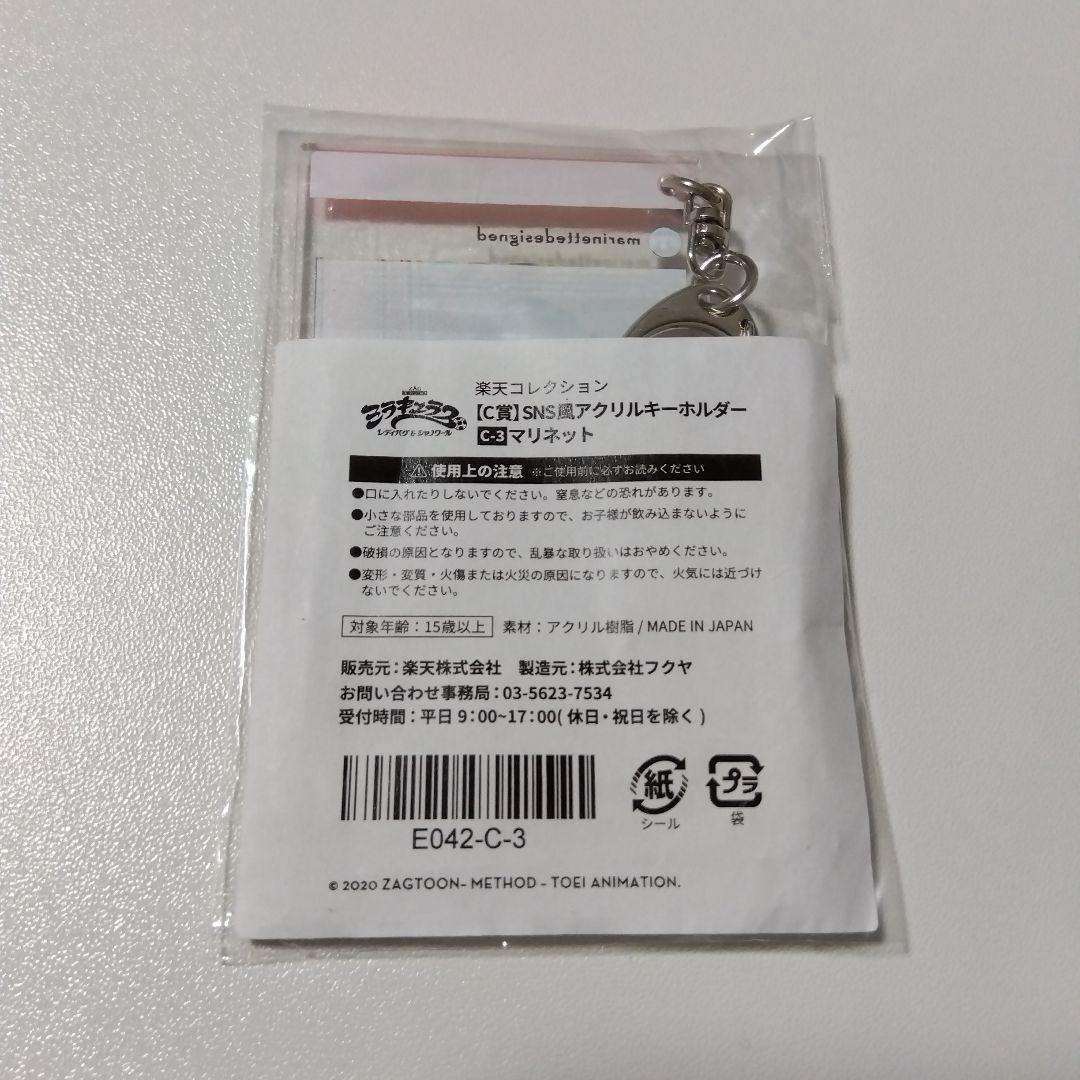 marinettedesigned
楽天コレクション
ミラキュラス
レディバグ&シャノワール
【C賞】SNS風アクリルキーホルダー
C-3 マリネット
⚠使用上の注意 ※ご使用前に必ずお読みください
●口に入れたりしないでください。窒息などの恐れがあります。
●小さな部品を使用しておりますので、お子様が飲み込まないように
ご注意ください。
●破損の原因となりますので、乱暴な取り扱いはおやめください。
●変形・変質・火傷または火災の原因になりますので、火気には近づけ
ないでください。
対象年齢：15歳以上 素材：アクリル樹脂 / MADE IN JAPAN
販売元：楽天株式会社 製造元：株式会社フクヤ
お問い合わせ事務局：03-5623-7534
受付時間：平日 9：00~17：00( 休日・祝日を除く )
紙
シール
プラ
袋
E042-C-3
© 2020 ZAGTOON- METHOD - TOEI ANIMATION.